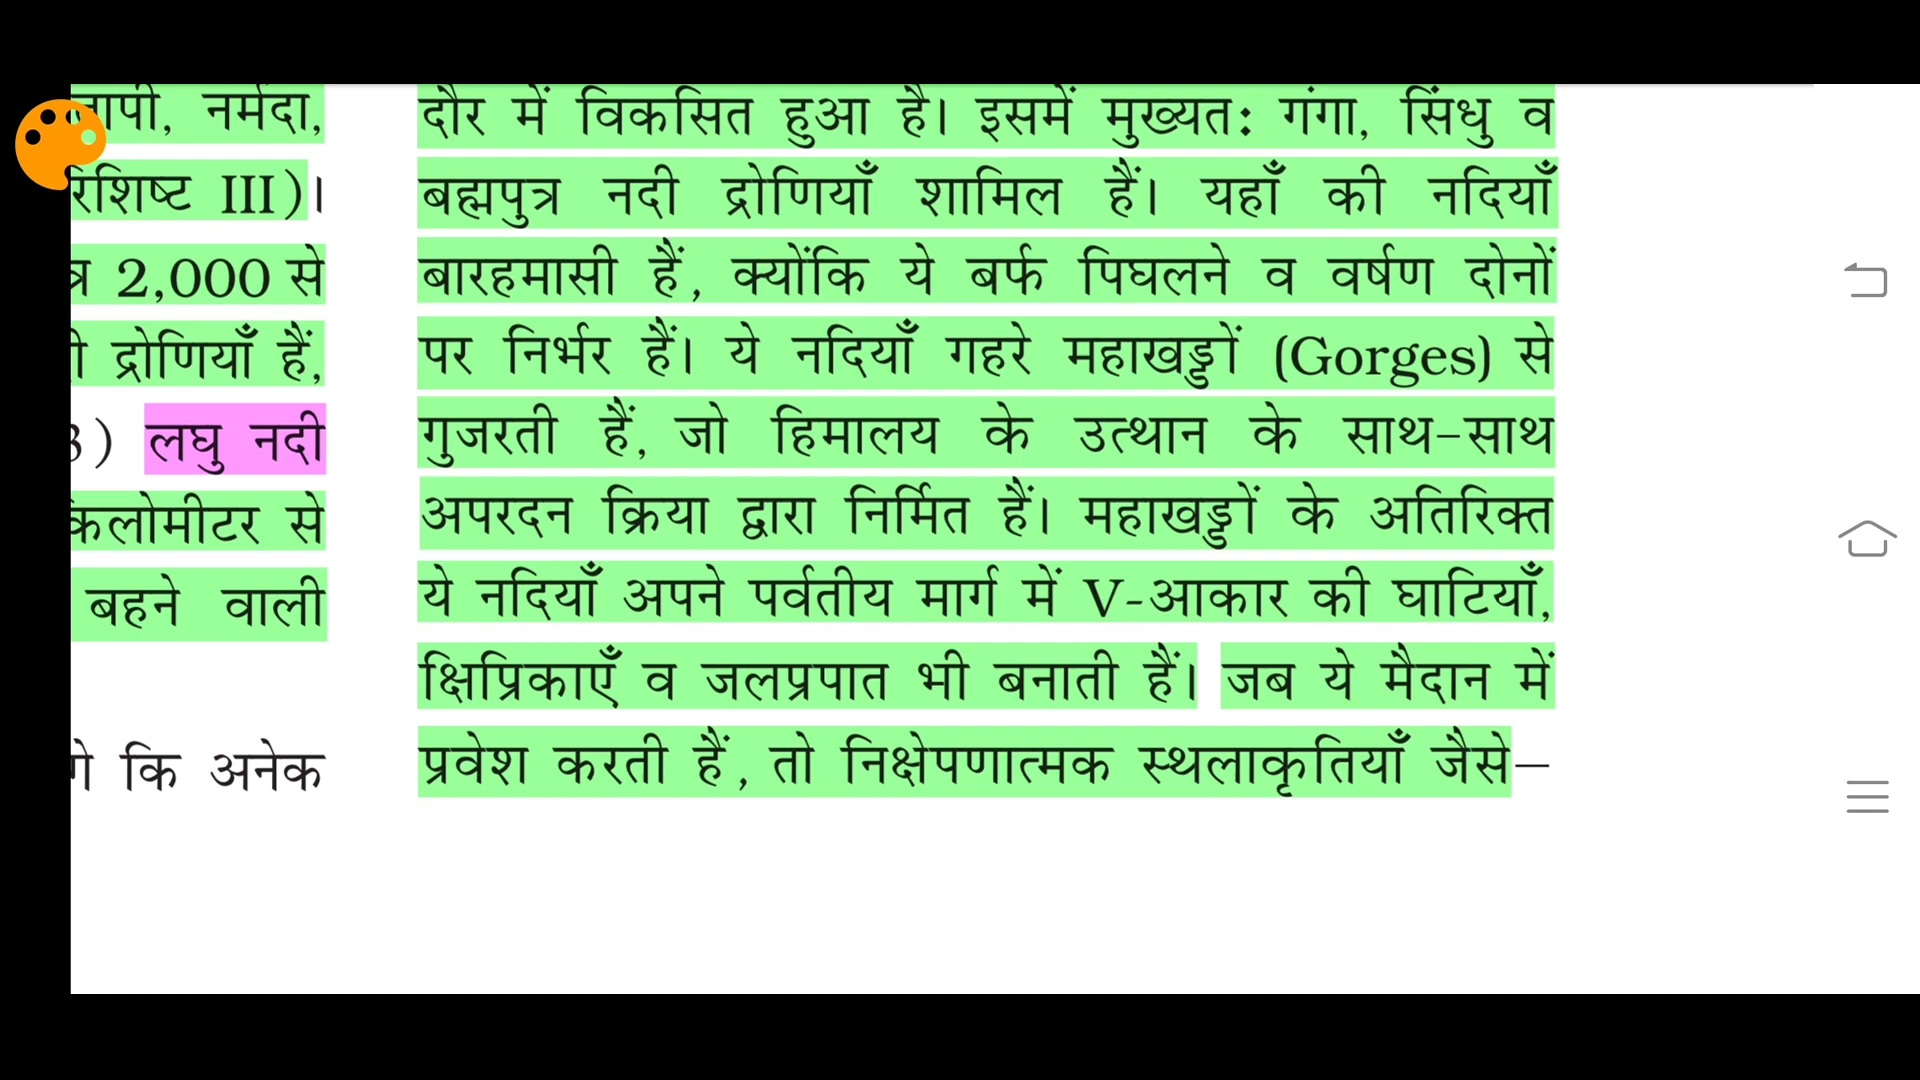 तापी, नर्मदा,
III)।
2,000 से
द्रोणियाँ हैं,
) लघु नदी
से
बहने वाली
कि अनेक
दौर में विकसित हुआ है। इसमें मुख्यतः गंगा, सिंधु व
बह्मपुत्र नदी द्रोणियाँ शामिल हैं। यहाँ की नदियाँ
बारहमासी हैं, क्योंकि ये बर्फ पिघलने व वर्षण दोनों
पर निर्भर हैं। ये नदियाँ गहरे महाखड्डों (Gorges) से
गुजरती हैं, जो हिमालय के उत्थान के साथ-साथ
अपरदन क्रिया द्वारा निर्मित हैं। महाखड्डों के अतिरिक्त
ये नदियाँ अपने पर्वतीय मार्ग में V-आकार की घाटियाँ,
क्षिप्रिकाएँ व जलप्रपात भी बनाती हैं। जब ये मैदान में
प्रवेश करती हैं, तो निक्षेपणात्मक स्थलाकृतियाँ जैसे—